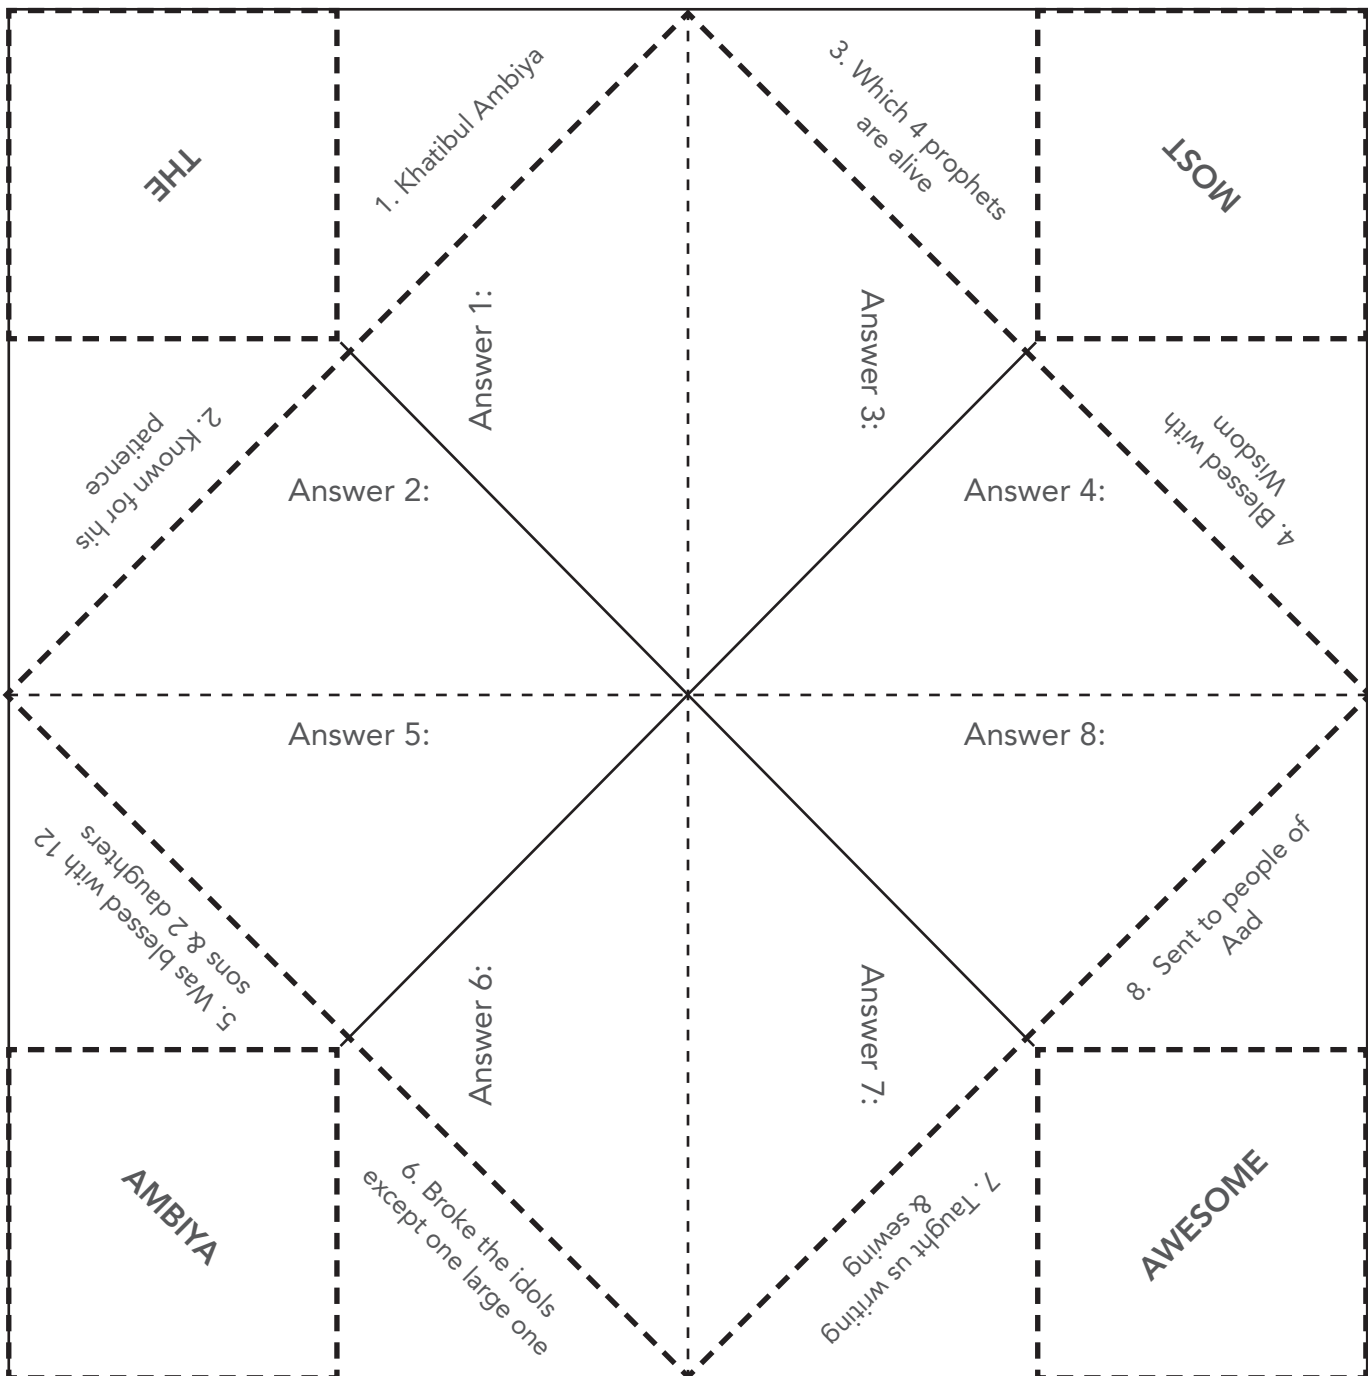 THE
1. Khatibul Ambiya
3. Which 4 prophets
are alive
MOST
Answer 1:
Answer 3:
2. Known for his
patience
Answer 2:
Answer 4:
4. Blessed with
Wisdom
Answer 5:
Answer 8:
5. Was blessed with 12
sons & 2 daughters
Answer 6:
Answer 7:
8. Sent to people of
Aad
AMBIYA
6. Broke the idols
except one large one
7. Taught us writing
& sewing
AWESOME